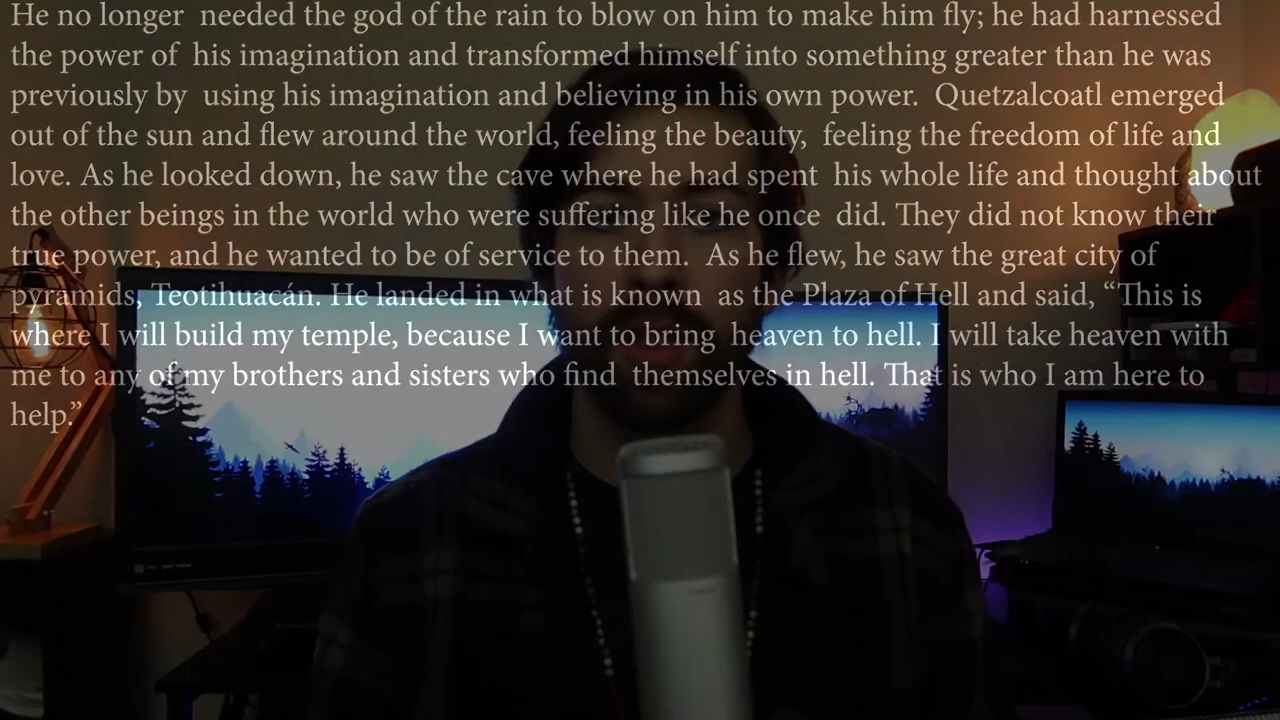 He no longer  needed the god of the rain to blow on him to make him fly; he had harnessed
the power of  his imagination and transformed himself into something greater than he was
previously by  using his imagination and believing in his own power.  Quetzalcoatl emerged
out of the sun and flew around the world, feeling the beauty,  feeling the freedom of life and
love. As he looked down, he saw the cave where he had spent  his whole life and thought about
the other beings in the world who were suffering like he once  did. They did not know their
true power, and he wanted to be of service to them.  As he flew, he saw the great city of
pyramids, Teotihuacán. He landed in what is known  as the Plaza of Hell and said, “This is
where I will build my temple, because I want to bring  heaven to hell. I will take heaven with
me to any of my brothers and sisters who find  themselves in hell. That is who I am here to
help.”